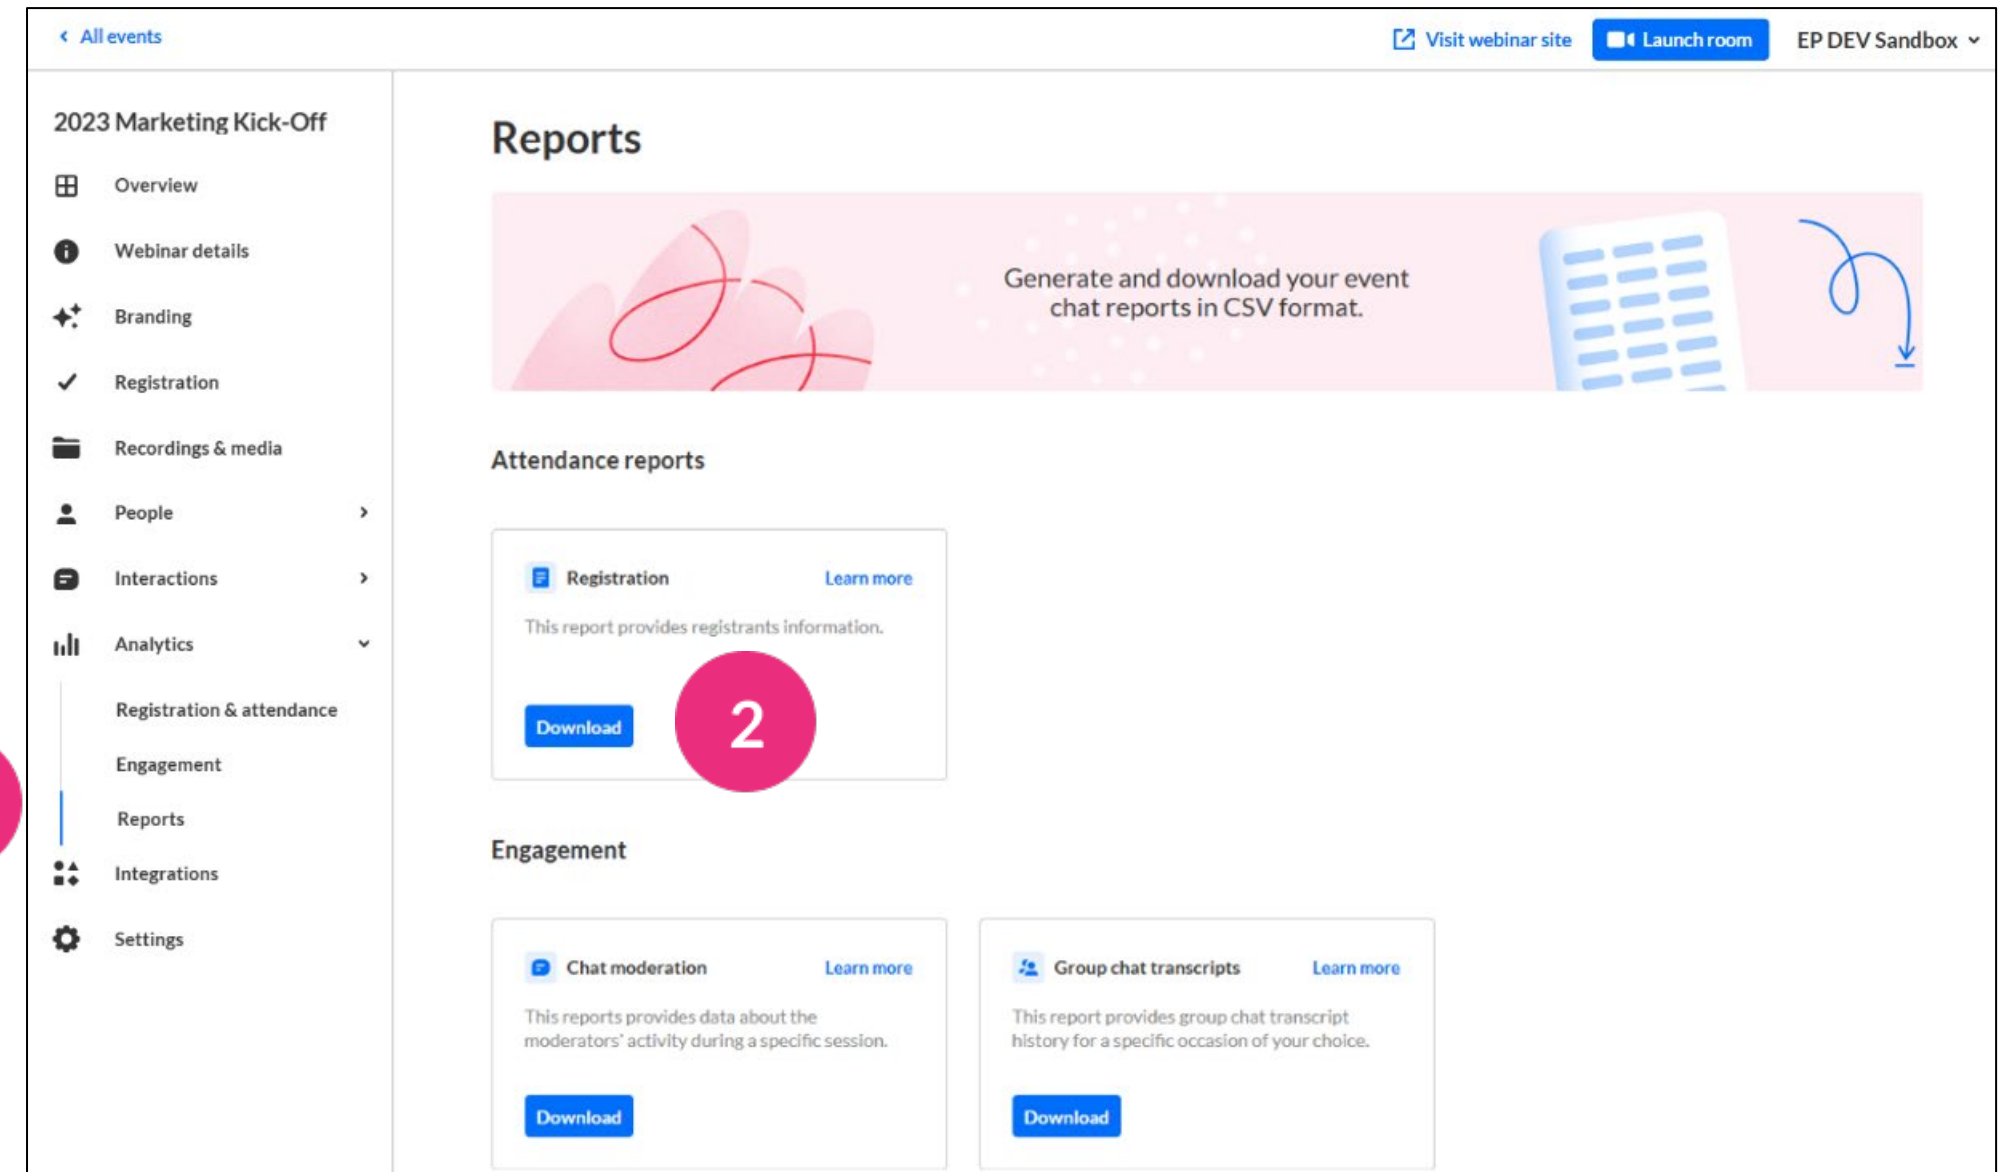 All events
Visit webinar site
Launch room
EP DEV Sandbox
2023 Marketing Kick-Off
Overview
Webinar details
Branding
Registration
Recordings & media
People
Interactions
Analytics
Registration & attendance
Engagement
Reports
Integrations
Settings
Reports
Generate and download your event
chat reports in CSV format.
Attendance reports
Registration
Learn more
This report provides registrants information.
Download
2
Engagement
Chat moderation
Learn more
This reports provides data about the
moderators' activity during a specific session.
Download
Group chat transcripts
Learn more
This report provides group chat transcript
history for a specific occasion of your choice.
Download